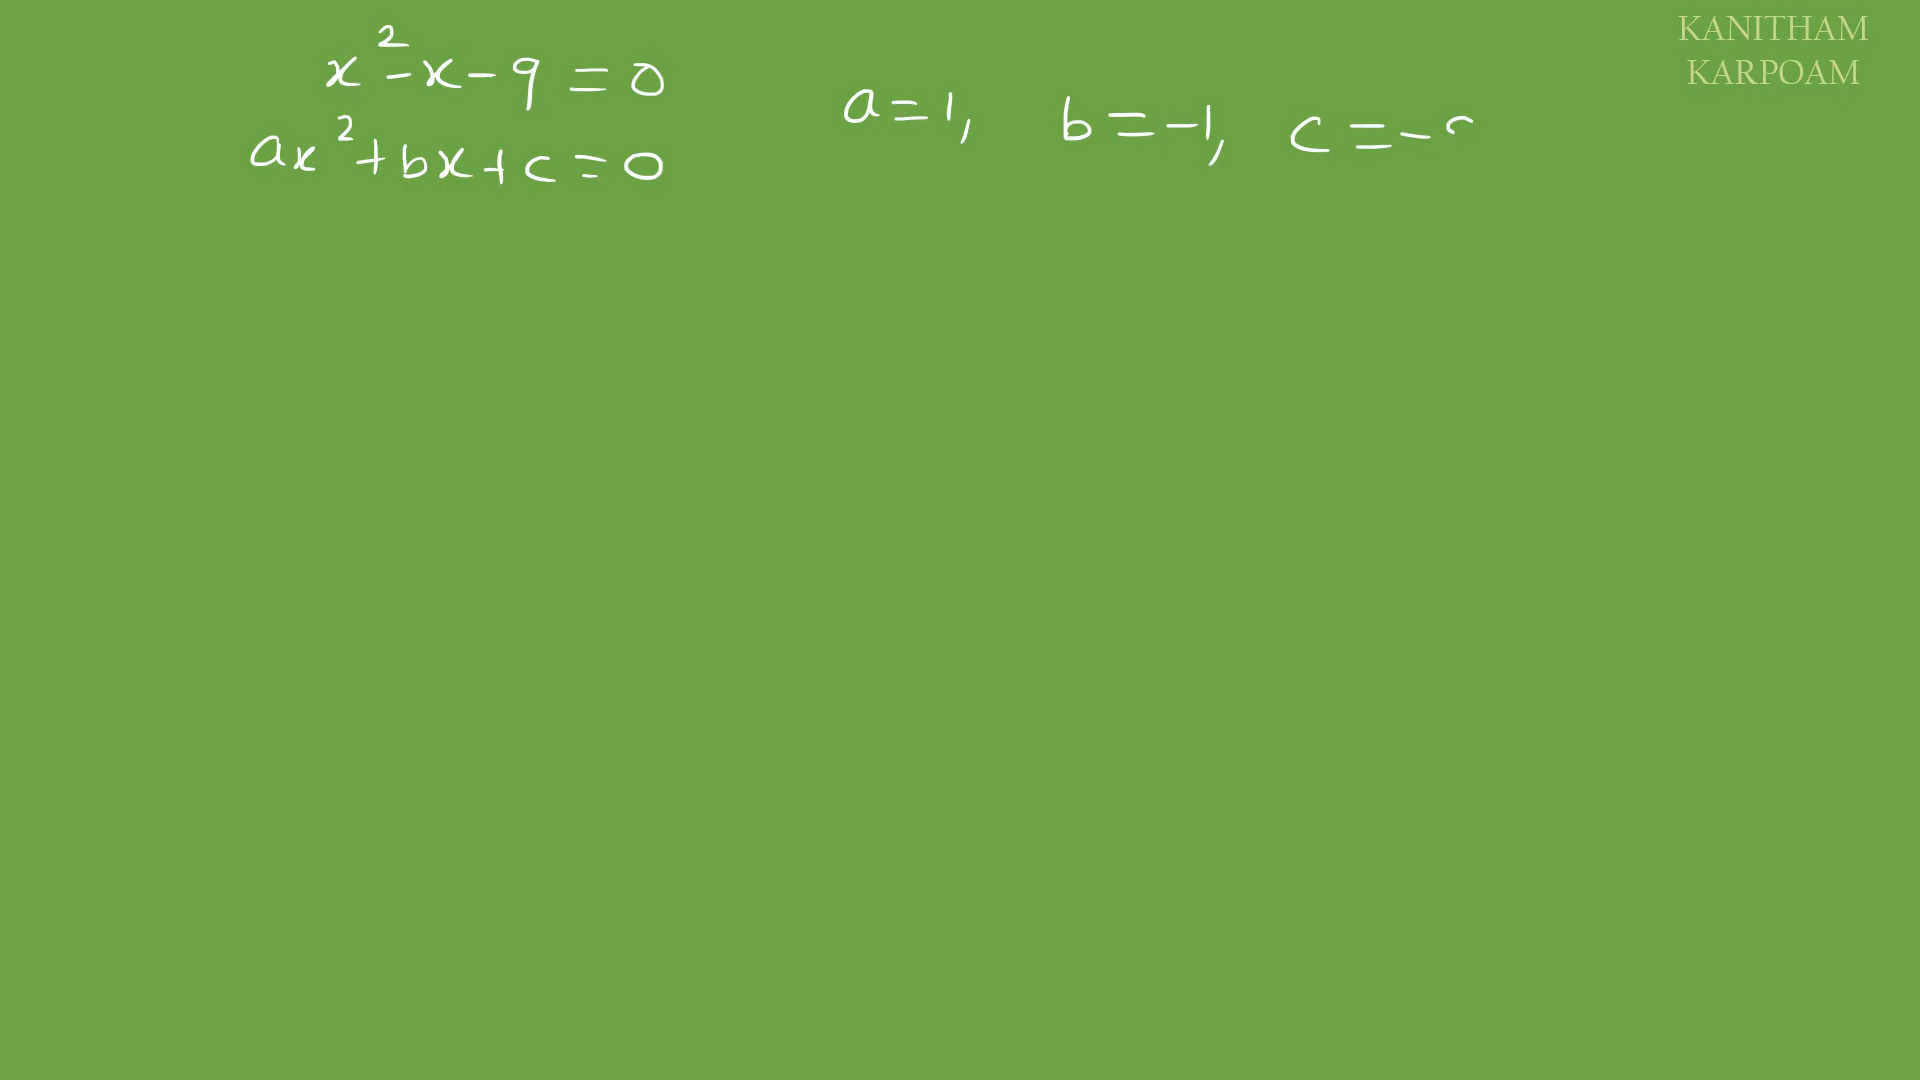 x² - x - 9 = 0
ax² + bx + c = 0
a = 1, b = -1, c = -
KANITHAM
KARPOAM